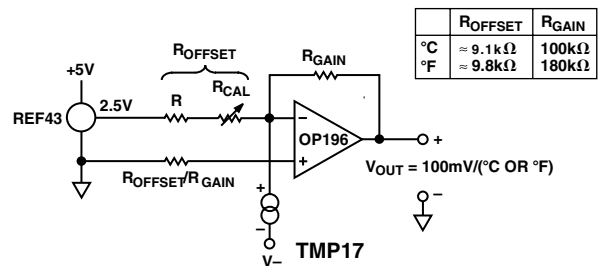 R_OFFSET R_GAIN
°C ≈ 9.1kΩ 100kΩ
°F ≈ 9.8kΩ 180kΩ
R_OFFSET
R_GAIN
+5V
R_CAL
2.5V
R
REF43
−
OP196
+
+
V_OUT = 100mV/(°C OR °F)
R_OFFSET/R_GAIN
+
−
−
TMP17
V−